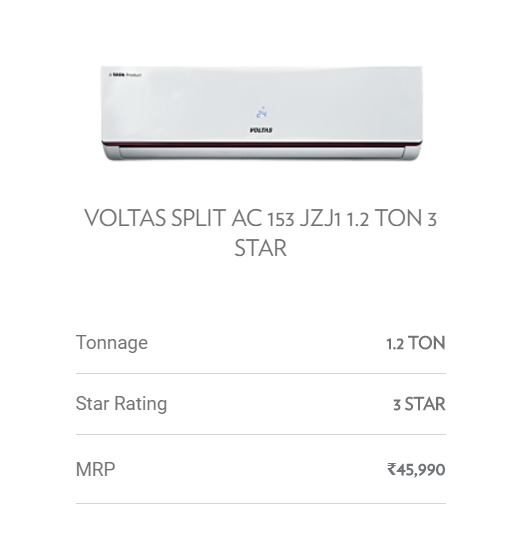 A TATA Product
24
VOLTAS
VOLTAS SPLIT AC 153 JZJ1 1.2 TON 3
STAR
Tonnage 1.2 TON
Star Rating 3 STAR
MRP ₹45,990